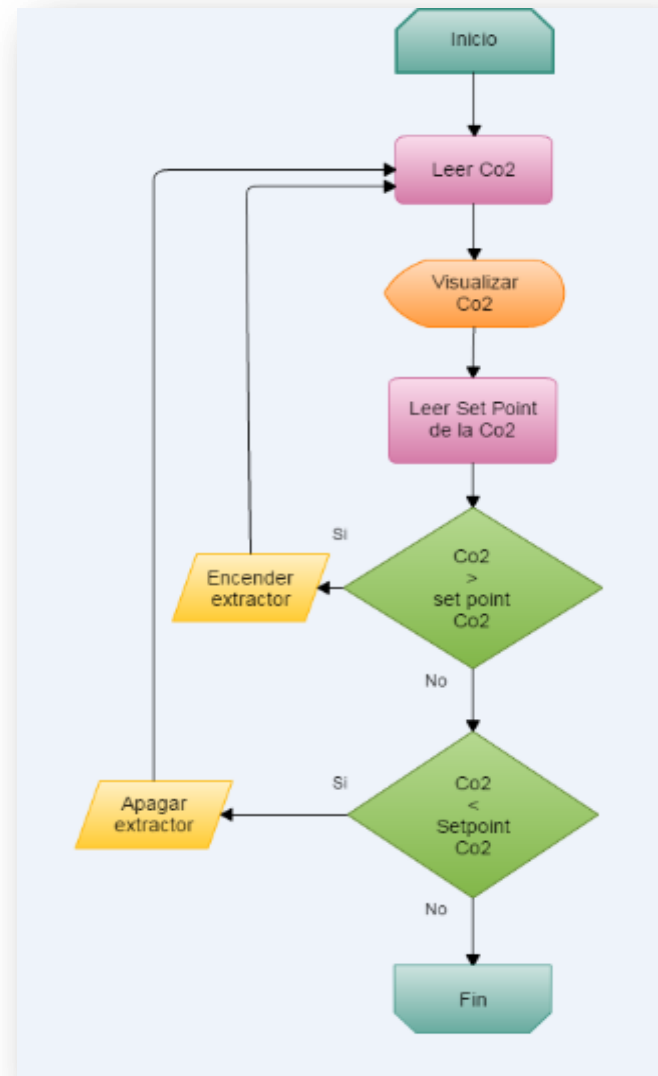 Inicio
Leer Co2
Visualizar
Co2
Leer Set Point
de la Co2
Si
Co2
>
set point
Co2
Encender
extractor
No
Si
Co2
<
Setpoint
Co2
Apagar
extractor
No
Fin